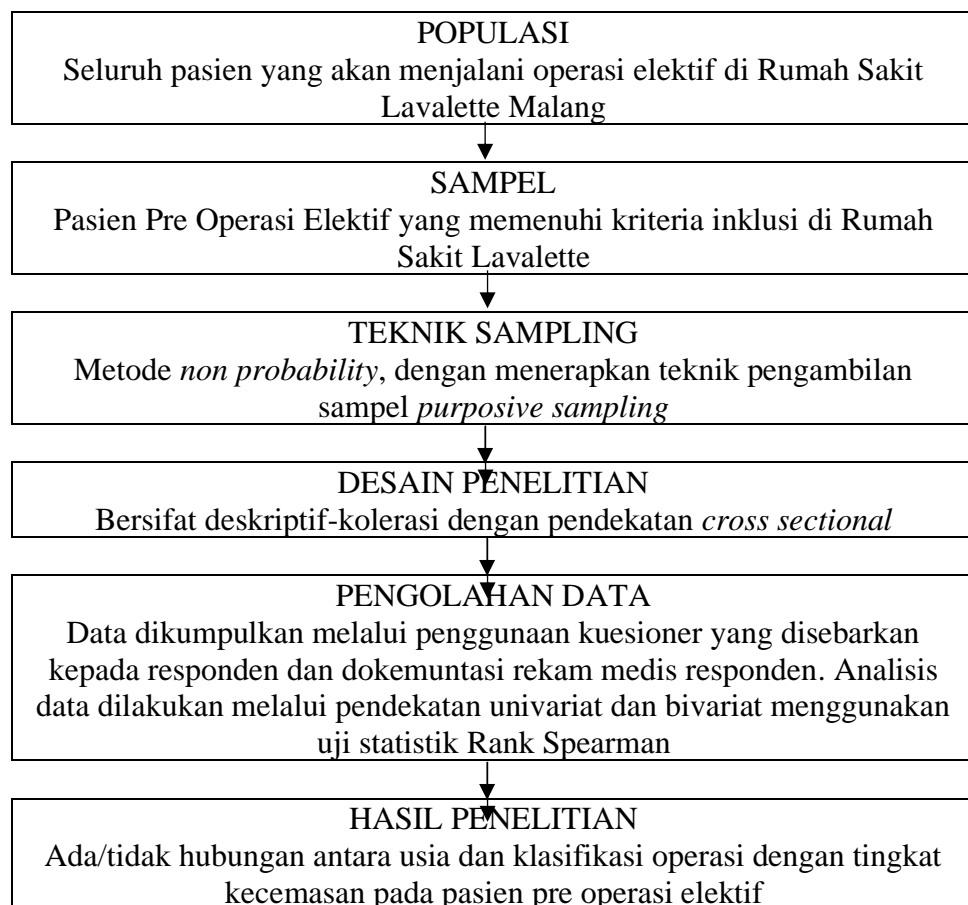 POPULASI
Seluruh pasien yang akan menjalani operasi elektif di Rumah Sakit
Lavalette Malang
SAMPEL
Pasien Pre Operasi Elektif yang memenuhi kriteria inklusi di Rumah
Sakit Lavalette
TEKNIK SAMPLING
Metode non probability, dengan menerapkan teknik pengambilan
sampel purposive sampling
DESAIN PENELITIAN
Bersifat deskriptif-kolerasi dengan pendekatan cross sectional
PENGOLAHAN DATA
Data dikumpulkan melalui penggunaan kuesioner yang disebarkan
kepada responden dan dokemuntasi rekam medis responden. Analisis
data dilakukan melalui pendekatan univariat dan bivariat menggunakan
uji statistik Rank Spearman
HASIL PENELITIAN
Ada/tidak hubungan antara usia dan klasifikasi operasi dengan tingkat
kecemasan pada pasien pre operasi elektif